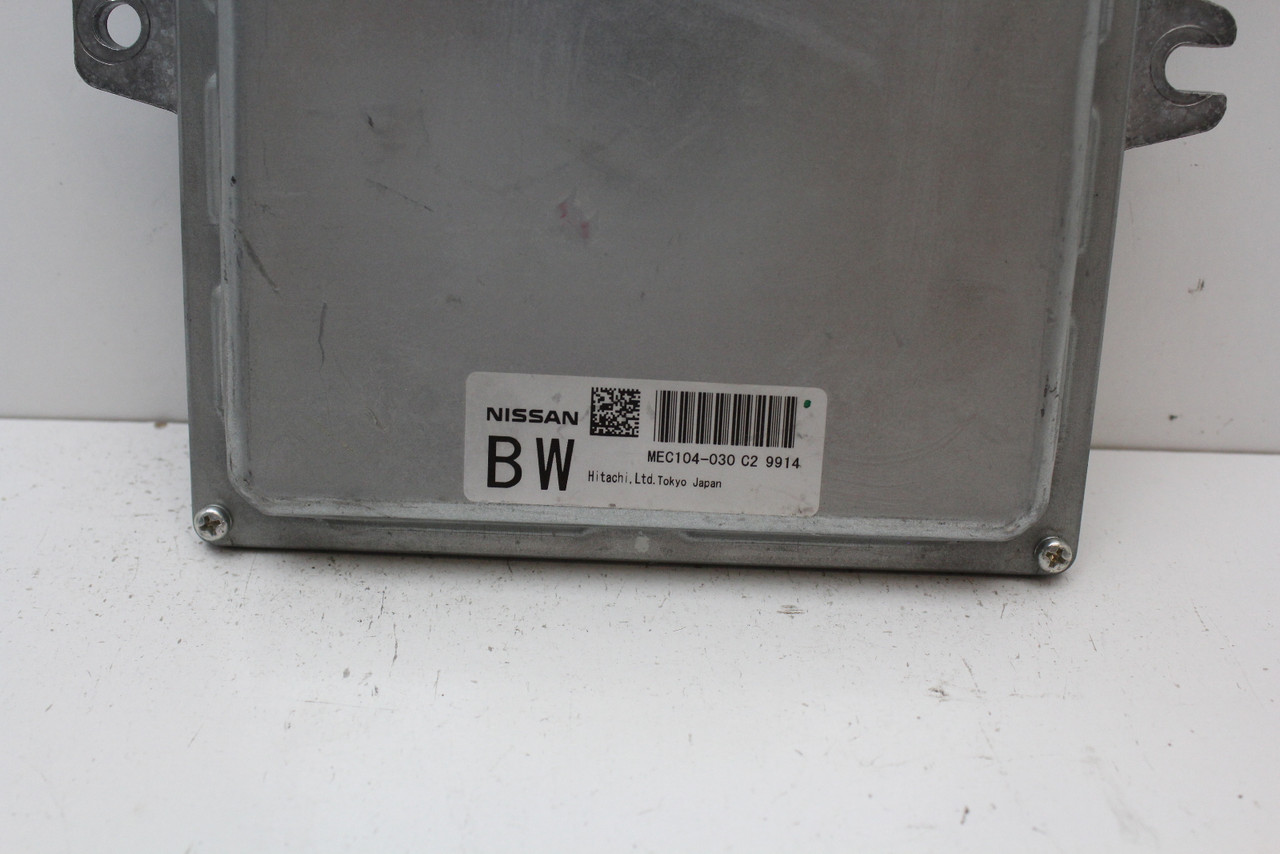 NISSAN
BW
MEC104-030 C2 9914
Hitachi,Ltd.Tokyo Japan